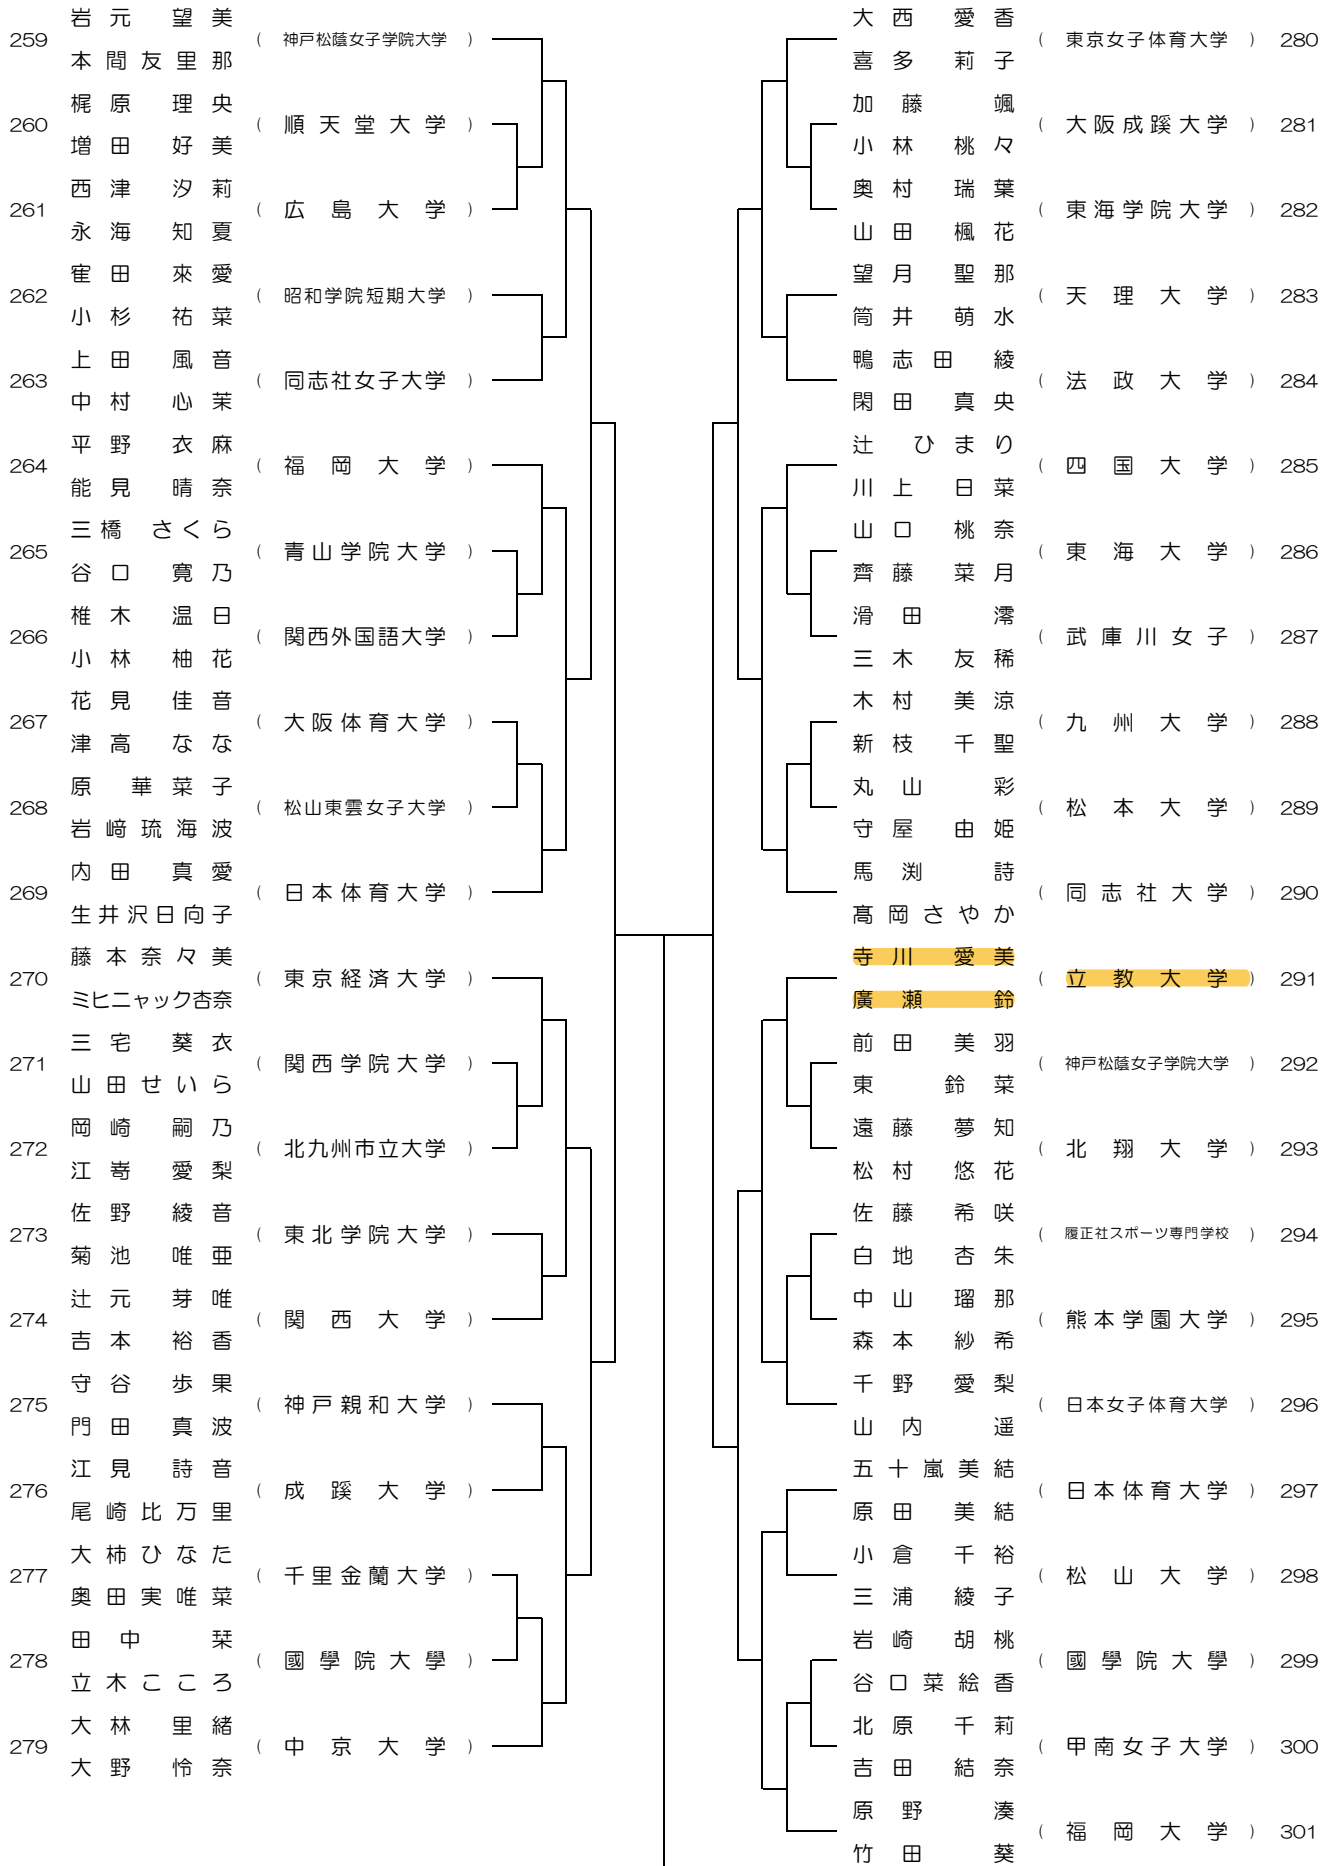 岩元 望美
259 (神戸松蔭女子学院大学)
本間友里那
梶原 理央
260 (順天堂大学)
増田 好美
西津 汐莉
261 (広島大学)
永海 知夏
寉田 來愛
262 (昭和学院短期大学)
小杉 祐菜
上田 風音
263 (同志社女子大学)
中村 心茉
平野 衣麻
264 (福岡大学)
能見 晴奈
三橋 さくら
265 (青山学院大学)
谷口 寛乃
椎木 温日
266 (関西外国語大学)
小林 柚花
花見 佳音
267 (大阪体育大学)
津高 なな
原 華菜子
268 (松山東雲女子大学)
岩﨑琉海波
内田 真愛
269 (日本体育大学)
生井沢日向子
藤本奈々美
270 (東京経済大学)
ミヒニャック杏奈
三宅 葵衣
271 (関西学院大学)
山田せいら
岡崎 嗣乃
272 (北九州市立大学)
江嵜 愛梨
佐野 綾音
273 (東北学院大学)
菊池 唯亜
辻元 芽唯
274 (関西大学)
吉本 裕香
守谷 歩果
275 (神戸親和大学)
門田 真波
江見 詩音
276 (成蹊大学)
尾崎比万里
大柿ひなた
277 (千里金蘭大学)
奥田実唯菜
田中 栞
278 (國學院大學)
立木こころ
大林 里緒
279 (中京大学)
大野 怜奈
大西 愛香
(東京女子体育大学) 280
喜多 莉子
加藤 颯
(大阪成蹊大学) 281
小林 桃々
奥村 瑞葉
(東海学院大学) 282
山田 楓花
望月 聖那
(天理大学) 283
筒井 萌水
鴨志田 綾
(法政大学) 284
閑田 真央
辻 ひまり
(四国大学) 285
川上 日菜
山口 桃奈
(東海大学) 286
齊藤 菜月
滑田 澪
(武庫川女子) 287
三木 友稀
木村 美涼
(九州大学) 288
新枝 千聖
丸山 彩
(松本大学) 289
守屋 由姫
馬渕 詩
(同志社大学) 290
髙岡さやか
寺川 愛美
(立教大学) 291
廣瀬 鈴
前田 美羽
(神戸松蔭女子学院大学) 292
東 鈴菜
遠藤 夢知
(北翔大学) 293
松村 悠花
佐藤 希咲
(履正社スポーツ専門学校) 294
白地 杏朱
中山 瑠那
(熊本学園大学) 295
森本 紗希
千野 愛梨
(日本女子体育大学) 296
山内 遥
五十嵐美結
(日本体育大学) 297
原田 美結
小倉 千裕
(松山大学) 298
三浦 綾子
岩崎 胡桃
(國學院大學) 299
谷口菜絵香
北原 千莉
(甲南女子大学) 300
吉田 結奈
原野 湊
(福岡大学) 301
竹田 葵